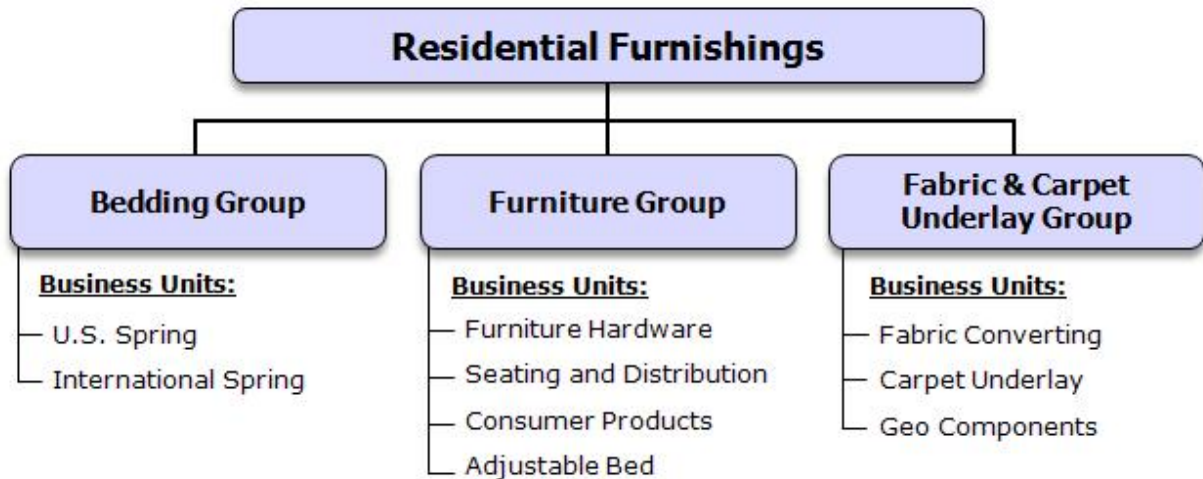 Residential Furnishings
Bedding Group
Business Units:
U.S. Spring
International Spring
Furniture Group
Business Units:
Furniture Hardware
Seating and Distribution
Consumer Products
Adjustable Bed
Fabric & Carpet
Underlay Group
Business Units:
Fabric Converting
Carpet Underlay
Geo Components